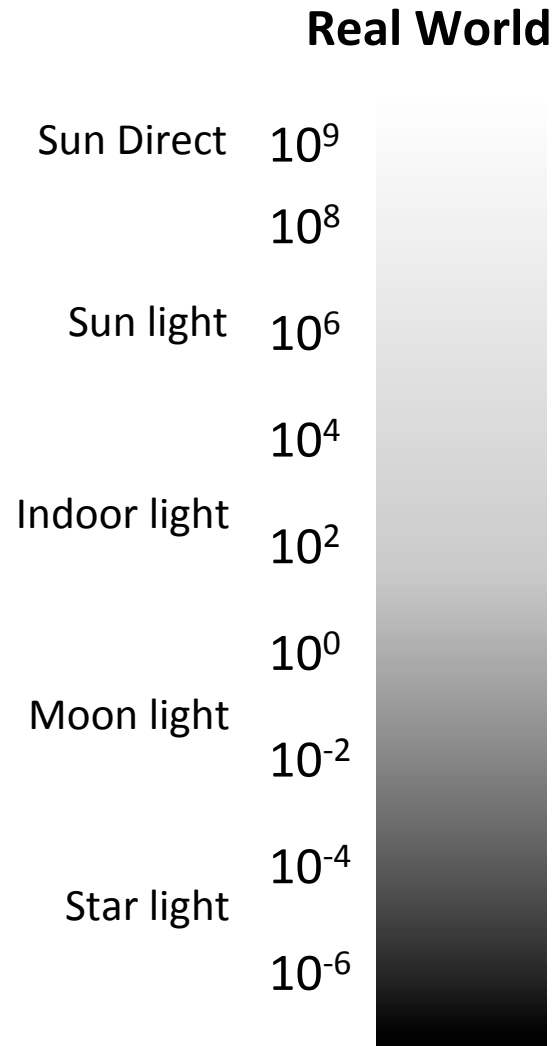 Real World
Sun Direct 10⁹
10⁸
Sun light 10⁶
10⁴
Indoor light
10²
10⁰
Moon light
10⁻²
10⁻⁴
Star light
10⁻⁶